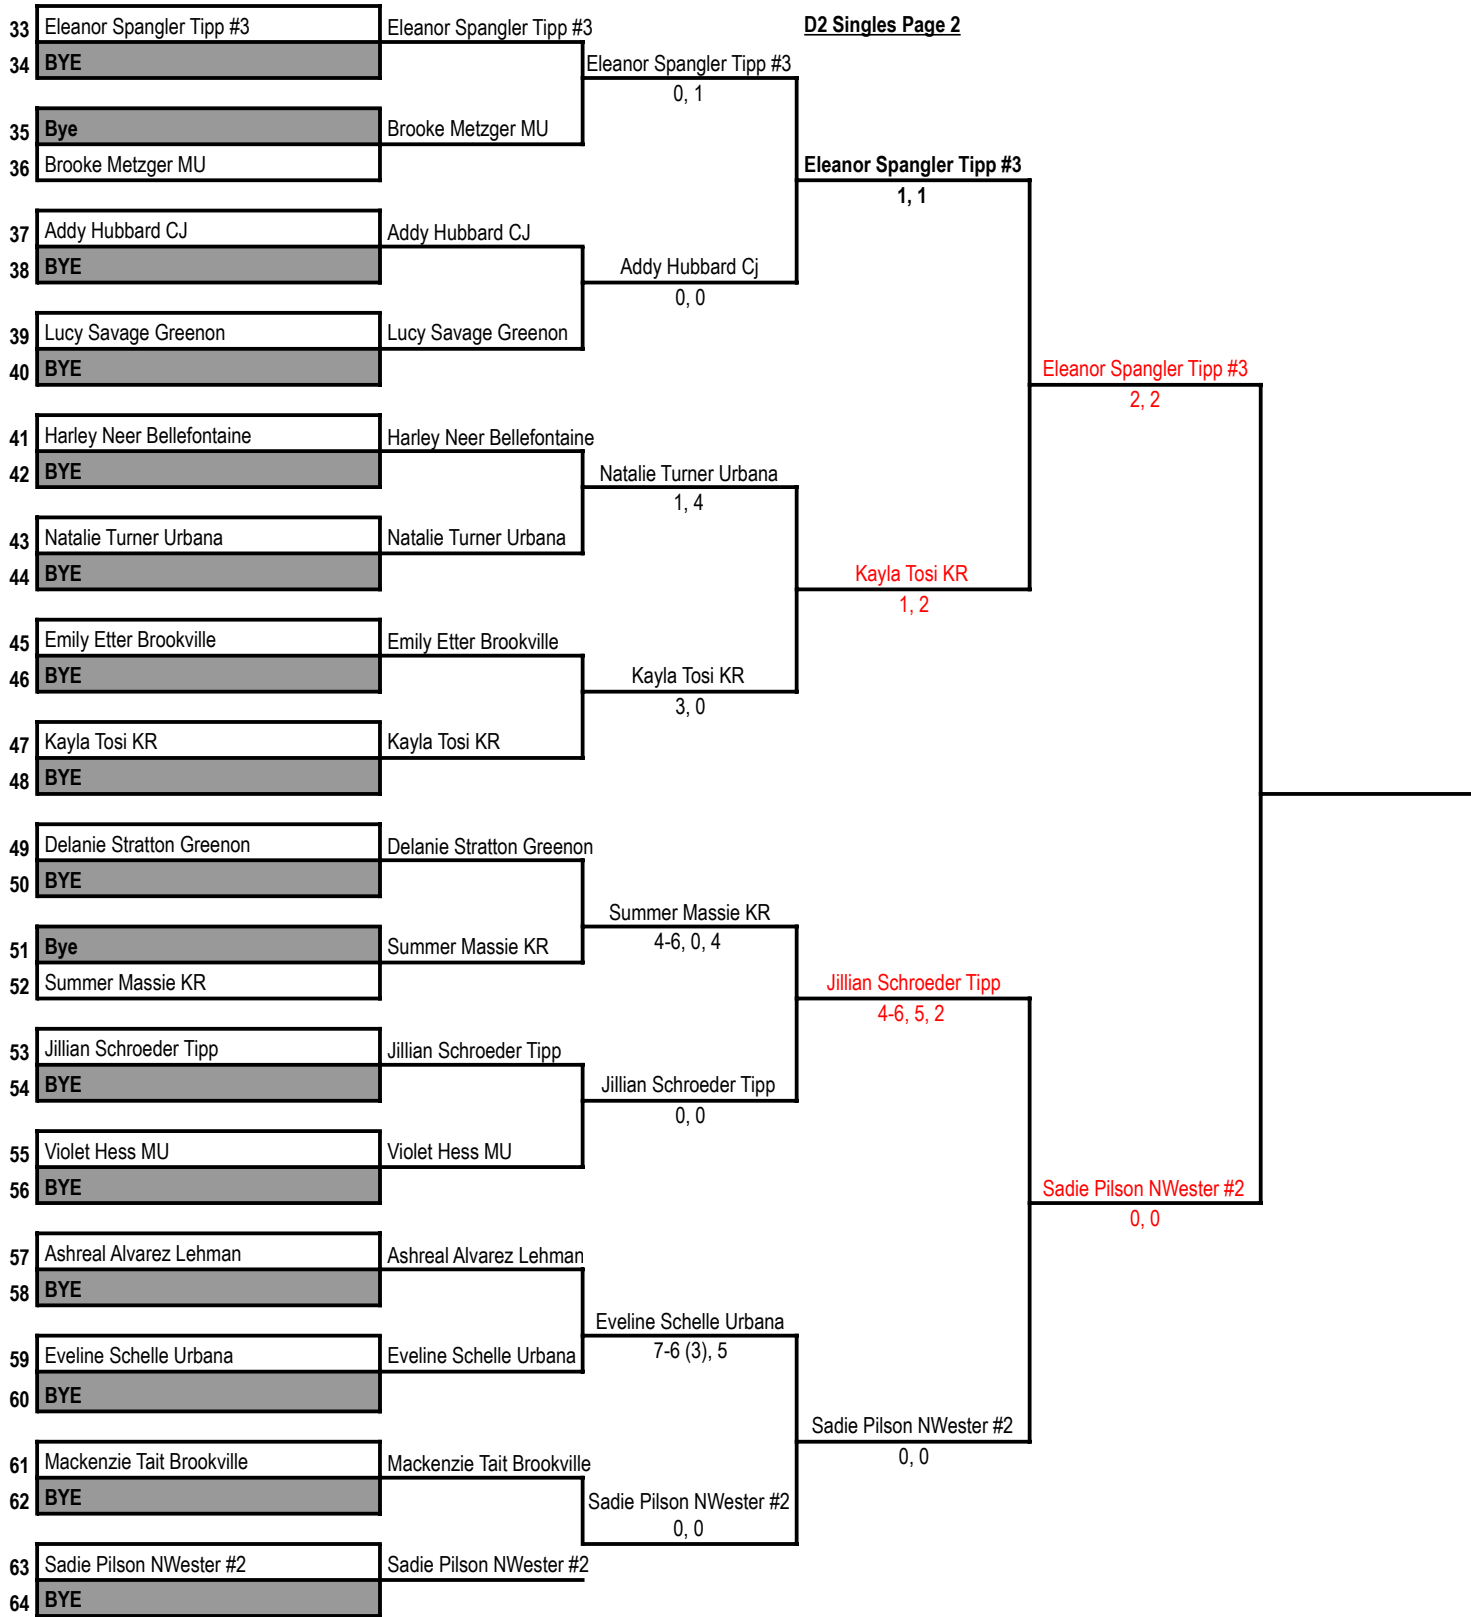 D2 Singles Page 2
33 Eleanor Spangler Tipp #3
34 BYE
35 Bye
36 Brooke Metzger MU
37 Addy Hubbard CJ
38 BYE
39 Lucy Savage Greenon
40 BYE
41 Harley Neer Bellefontaine
42 BYE
43 Natalie Turner Urbana
44 BYE
45 Emily Etter Brookville
46 BYE
47 Kayla Tosi KR
48 BYE
49 Delanie Stratton Greenon
50 BYE
51 Bye
52 Summer Massie KR
53 Jillian Schroeder Tipp
54 BYE
55 Violet Hess MU
56 BYE
57 Ashreal Alvarez Lehman
58 BYE
59 Eveline Schelle Urbana
60 BYE
61 Mackenzie Tait Brookville
62 BYE
63 Sadie Pilson NWester #2
64 BYE
Eleanor Spangler Tipp #3
Brooke Metzger MU
Addy Hubbard CJ
Lucy Savage Greenon
Harley Neer Bellefontaine
Natalie Turner Urbana
Emily Etter Brookville
Kayla Tosi KR
Delanie Stratton Greenon
Summer Massie KR
Jillian Schroeder Tipp
Violet Hess MU
Ashreal Alvarez Lehman
Eveline Schelle Urbana
Mackenzie Tait Brookville
Sadie Pilson NWester #2
Eleanor Spangler Tipp #3
0, 1
Addy Hubbard Cj
0, 0
Natalie Turner Urbana
1, 4
Kayla Tosi KR
3, 0
Summer Massie KR
4-6, 0, 4
Jillian Schroeder Tipp
0, 0
Eveline Schelle Urbana
7-6 (3), 5
Sadie Pilson NWester #2
0, 0
Eleanor Spangler Tipp #3
1, 1
Kayla Tosi KR
1, 2
Jillian Schroeder Tipp
4-6, 5, 2
Sadie Pilson NWester #2
0, 0
Eleanor Spangler Tipp #3
2, 2
Sadie Pilson NWester #2
0, 0